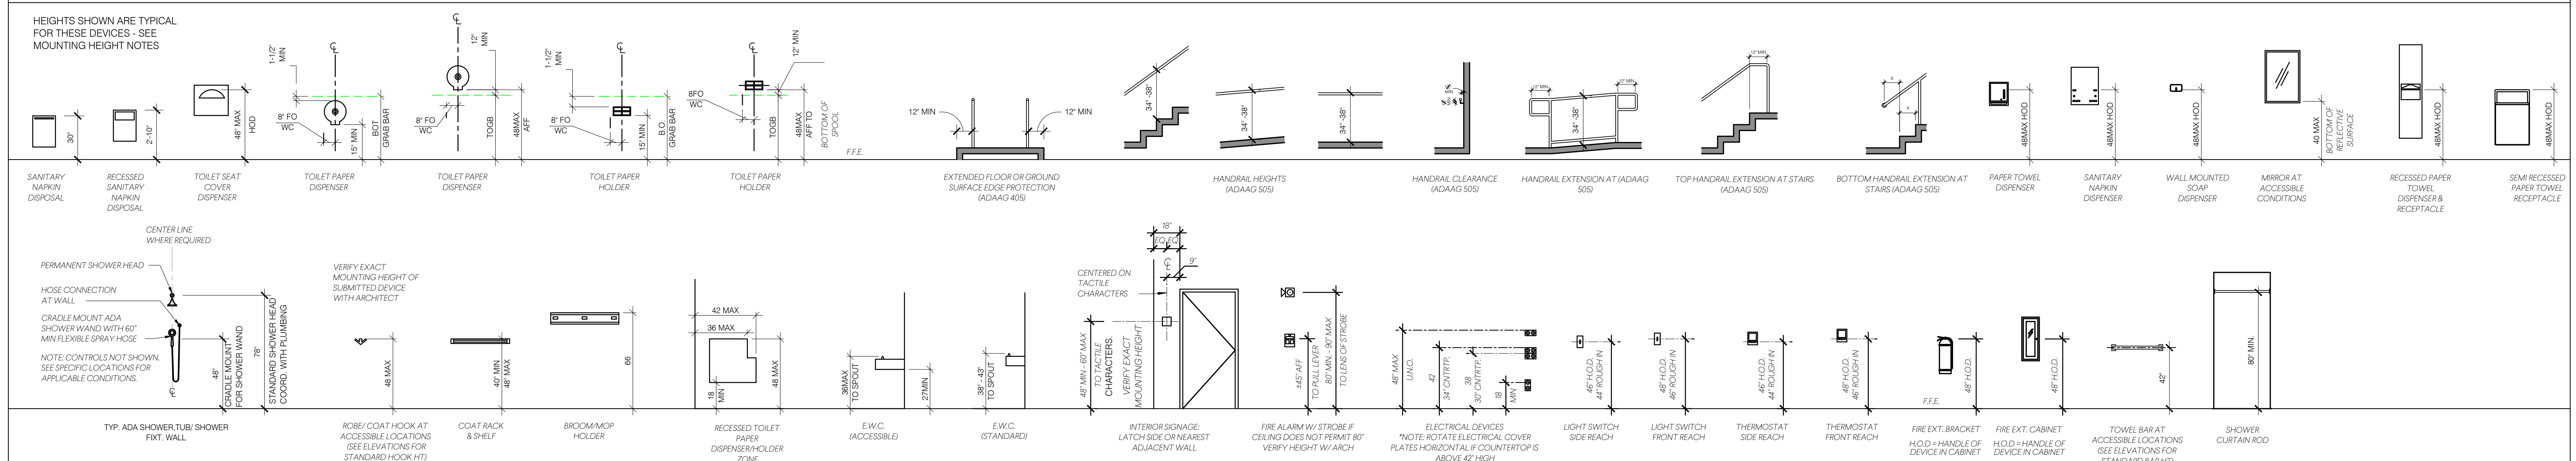 HEIGHTS SHOWN ARE TYPICAL
FOR THESE DEVICES - SEE
MOUNTING HEIGHT NOTES
30"
SANITARY
NAPKIN
DISPOSAL
2'-10"
RECESSED
SANITARY
NAPKIN
DISPOSAL
48" MAX
HOD
TOILET SEAT
COVER
DISPENSER
1-1/2"
MIN
8" FO
WC
15" MIN
BOT
GRAB BAR
TOILET PAPER
DISPENSER
12"
MIN
8" FO
WC
TOGB
48MAX
AFF
TOILET PAPER
DISPENSER
1-1/2"
MIN
8" FO
WC
15" MIN
B.O.
GRAB BAR
TOILET PAPER
HOLDER
12" MIN
8FO
WC
TOGB
48MAX
AFF TO
BOTTOM OF
SPOOL
TOILET PAPER
HOLDER
F.F.E.
12" MIN
12" MIN
EXTENDED FLOOR OR GROUND
SURFACE EDGE PROTECTION
(ADAAG 405)
34" -38"
34" -38"
34" -38"
HANDRAIL HEIGHTS
(ADAAG 505)
MIN
HANDRAIL CLEARANCE
(ADAAG 505)
12" MIN
12" MIN
34" -38"
HANDRAIL EXTENSION AT (ADAAG
505)
12" MIN
34" -38"
TOP HANDRAIL EXTENSION AT STAIRS
(ADAAG 505)
X
X
BOTTOM HANDRAIL EXTENSION AT
STAIRS (ADAAG 505)
48MAX HOD
PAPER TOWEL
DISPENSER
48MAX HOD
SANITARY
NAPKIN
DISPENSER
48MAX HOD
WALL MOUNTED
SOAP
DISPENSER
40 MAX
BOTTOM OF
REFLECTIVE
SURFACE
MIRROR AT
ACCESSIBLE
CONDITIONS
48MAX HOD
RECESSED PAPER
TOWEL
DISPENSER &
RECEPTACLE
48MAX HOD
SEMI RECESSED
PAPER TOWEL
RECEPTACLE
CENTER LINE
WHERE REQUIRED
PERMANENT SHOWER HEAD
HOSE CONNECTION
AT WALL
CRADLE MOUNT ADA
SHOWER WAND WITH 60"
MIN FLEXIBLE SPRAY HOSE
NOTE: CONTROLS NOT SHOWN.
SEE SPECIFIC LOCATIONS FOR
APPLICABLE CONDITIONS.
48"
CRADLE MOUNT
FOR SHOWER WAND
78"
STANDARD SHOWER HEAD
COORD. WITH PLUMBING
TYP. ADA SHOWER,TUB/ SHOWER
FIXT. WALL
VERIFY EXACT
MOUNTING HEIGHT OF
SUBMITTED DEVICE
WITH ARCHITECT
48 MAX
ROBE/ COAT HOOK AT
ACCESSIBLE LOCATIONS
(SEE ELEVATIONS FOR
STANDARD HOOK HT)
40" MIN
48" MAX
COAT RACK
& SHELF
66
BROOM/MOP
HOLDER
42 MAX
36 MAX
18
MIN
48 MAX
RECESSED TOILET
PAPER
DISPENSER/HOLDER
ZONE
36MAX
TO SPOUT
27MIN
E.W.C.
(ACCESSIBLE)
38" - 43"
TO SPOUT
E.W.C.
(STANDARD)
18"
EQ EQ
9"
CENTERED ON
TACTILE
CHARACTERS
48" MIN - 60" MAX
TO TACTILE
CHARACTERS.
VERIFY EXACT
MOUNTING HEIGHT
INTERIOR SIGNAGE:
LATCH SIDE OR NEAREST
ADJACENT WALL
±45" AFF
TO PULL LEVER
80" MIN. - 90" MAX
TO LENS OF STROBE
FIRE ALARM W/ STROBE IF
CEILING DOES NOT PERMIT 80"
VERIFY HEIGHT W/ ARCH
48" MAX
U.N.O.
42
34" CNTRTP.
38
30" CNTRTP.
18
MIN
ELECTRICAL DEVICES
*NOTE: ROTATE ELECTRICAL COVER
PLATES HORIZONTAL IF COUNTERTOP IS
ABOVE 42" HIGH
46" H.O.D.
44" ROUGH IN
LIGHT SWITCH
SIDE REACH
48" H.O.D.
46" ROUGH IN
LIGHT SWITCH
FRONT REACH
46" H.O.D.
44" ROUGH IN
THERMOSTAT
SIDE REACH
48" H.O.D.
46" ROUGH IN
THERMOSTAT
FRONT REACH
F.F.E.
48" H.O.D.
FIRE EXT. BRACKET
H.O.D = HANDLE OF
DEVICE IN CABINET
48" H.O.D.
FIRE EXT. CABINET
H.O.D = HANDLE OF
DEVICE IN CABINET
42"
TOWEL BAR AT
ACCESSIBLE LOCATIONS
(SEE ELEVATIONS FOR
STANDARD BAR HT)
80" MIN.
SHOWER
CURTAIN ROD